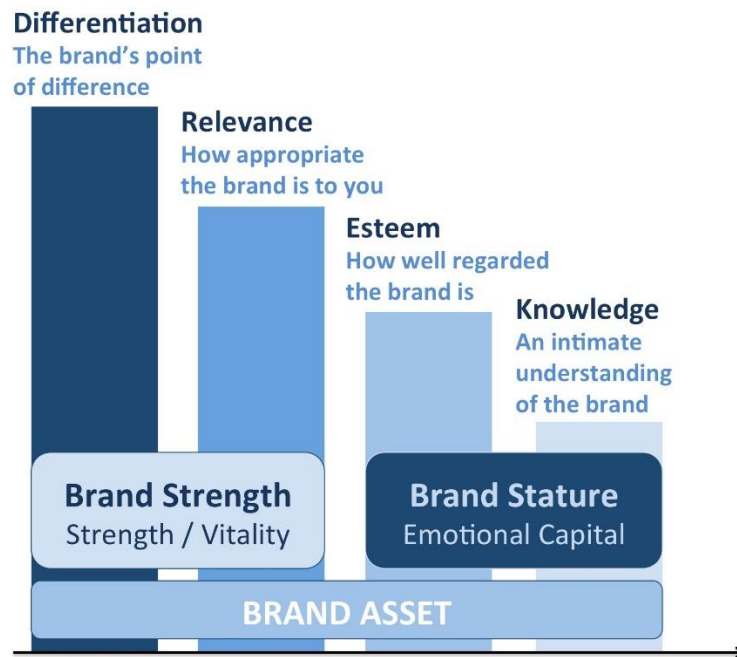 Differentiation
The brand’s point
of difference
Relevance
How appropriate
the brand is to you
Esteem
How well regarded
the brand is
Knowledge
An intimate
understanding
of the brand
Brand Strength
Strength / Vitality
Brand Stature
Emotional Capital
BRAND ASSET